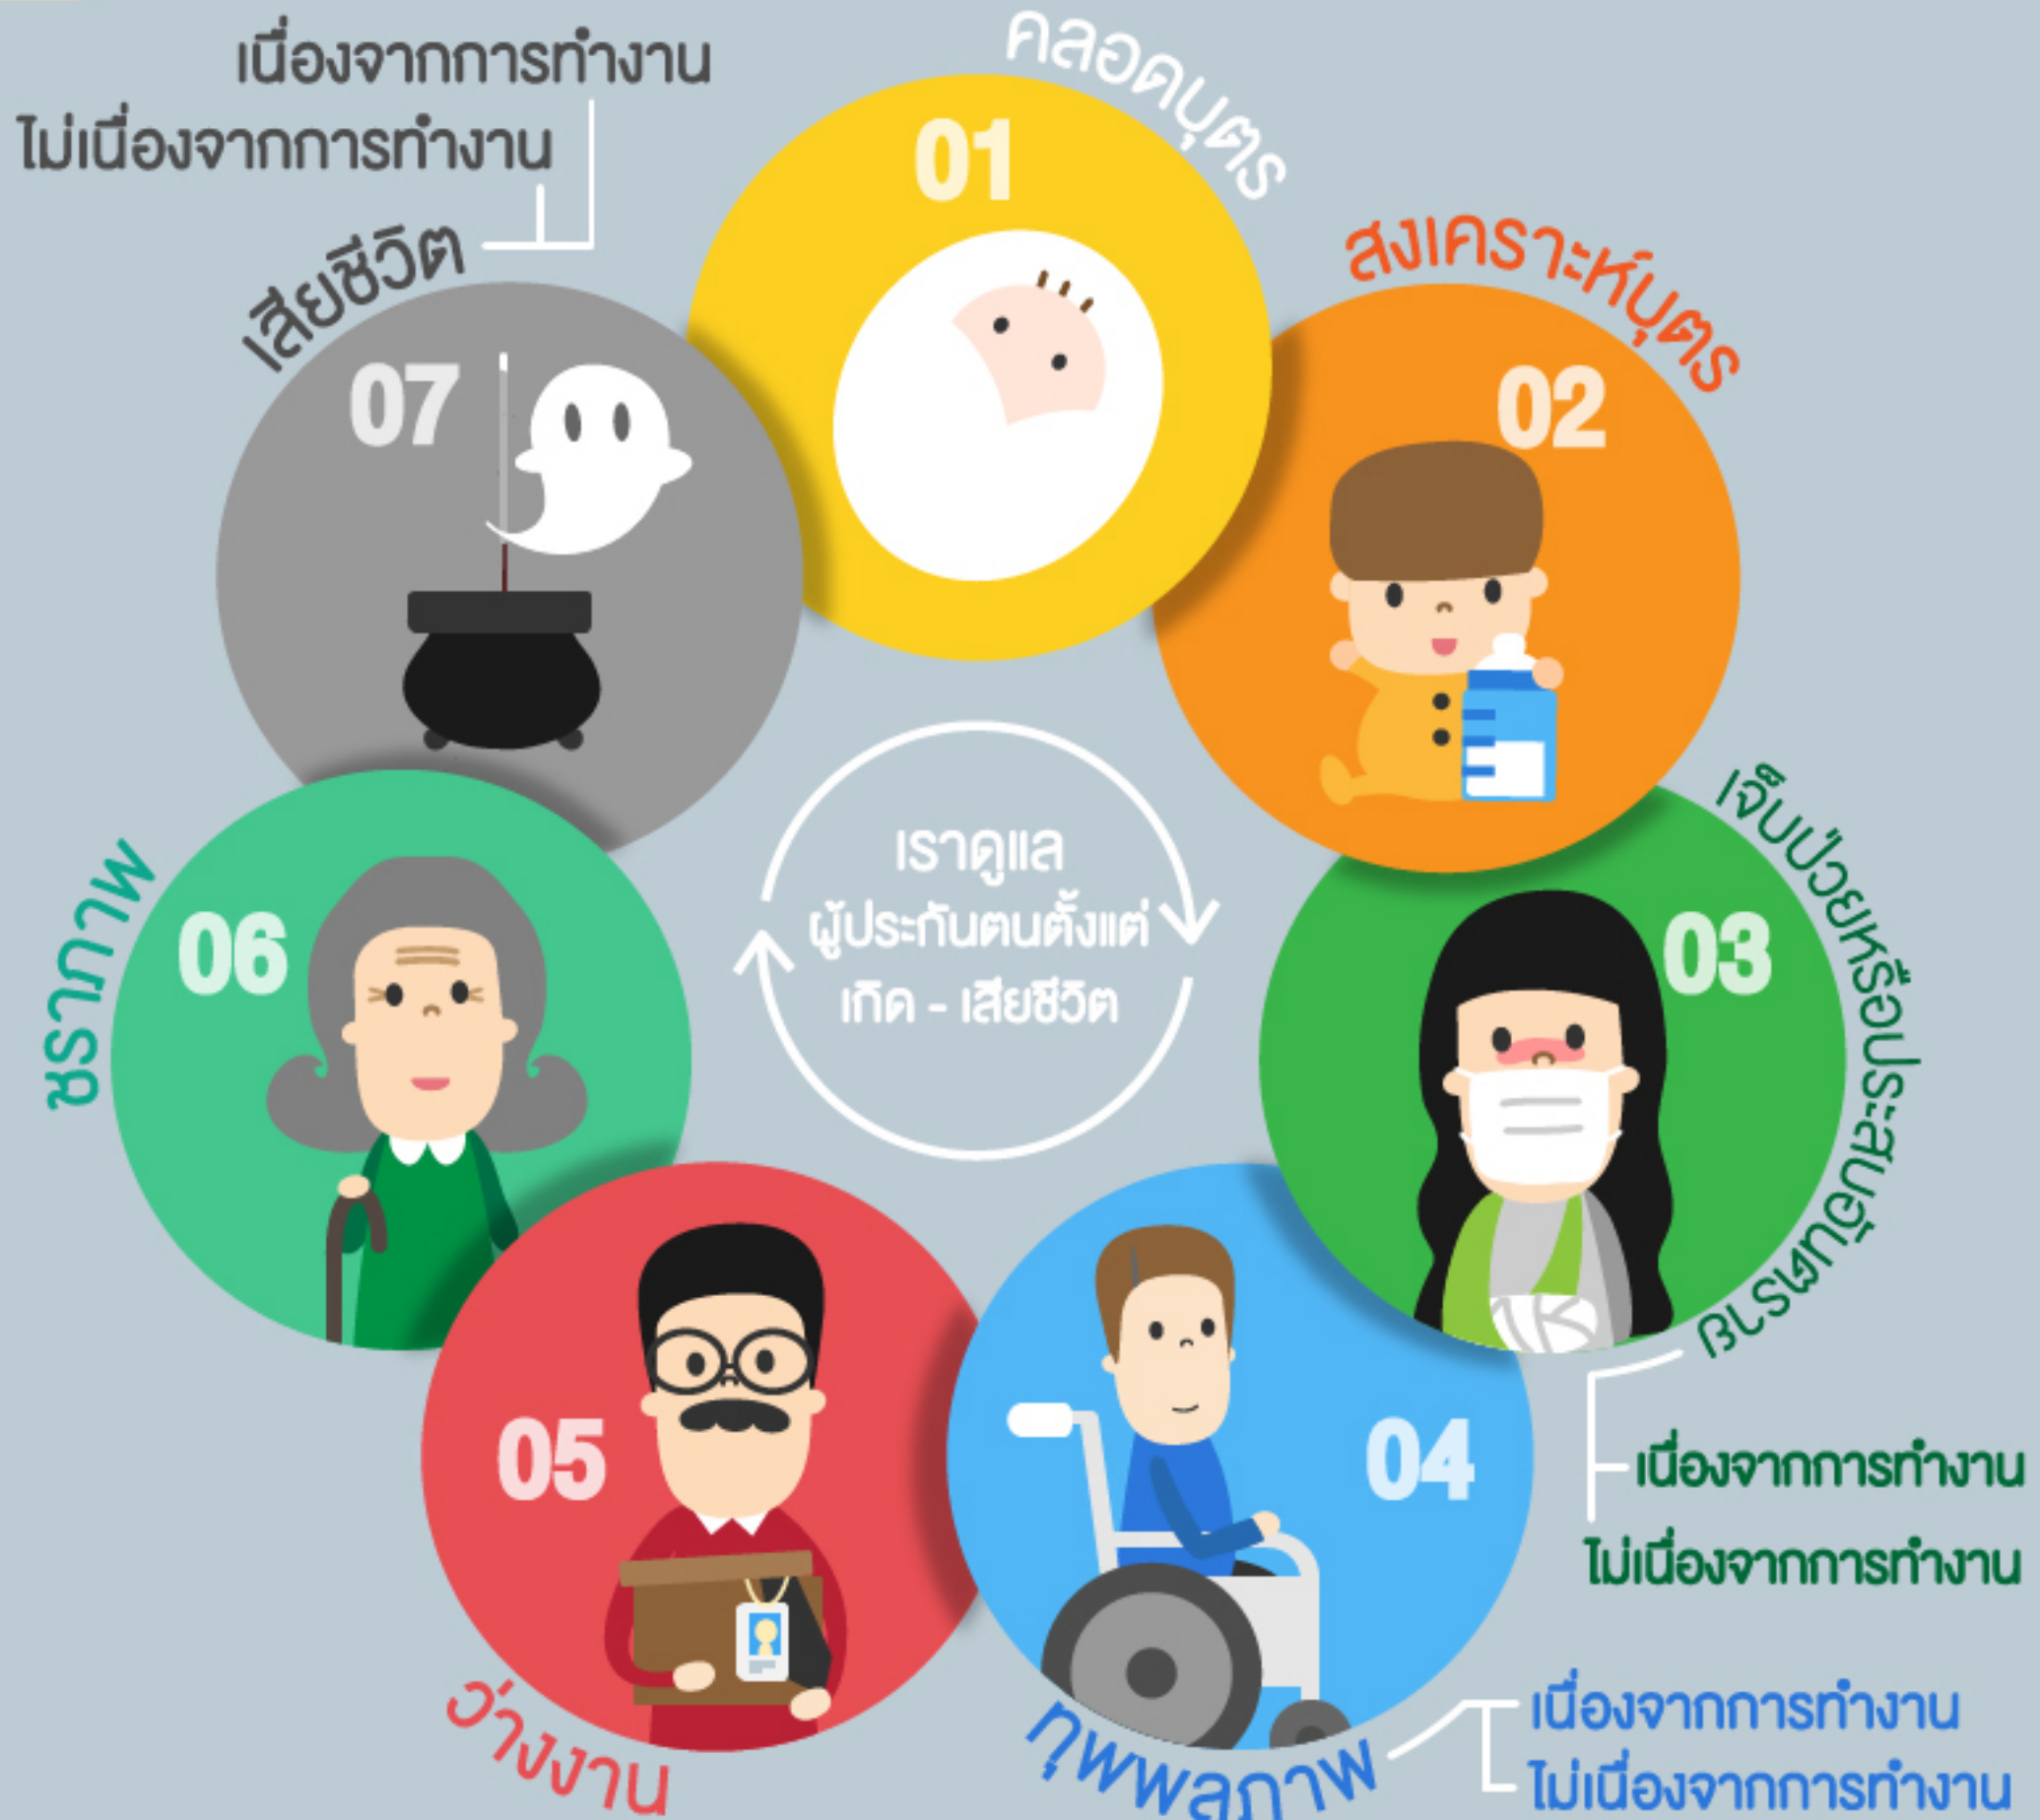 คลอดบุตร
01
สงเคราะห์บุตร
02
เจ็บป่วยหรือประสบอันตราย
03
เนื่องจากการทำงาน
ไม่เนื่องจากการทำงาน
04
ทุพพลภาพ
เนื่องจากการทำงาน
ไม่เนื่องจากการทำงาน
05
ว่างงาน
06
ชราภาพ
07
เสียชีวิต
เนื่องจากการทำงาน
ไม่เนื่องจากการทำงาน
เราดูแล
ผู้ประกันตนตั้งแต่
เกิด - เสียชีวิต